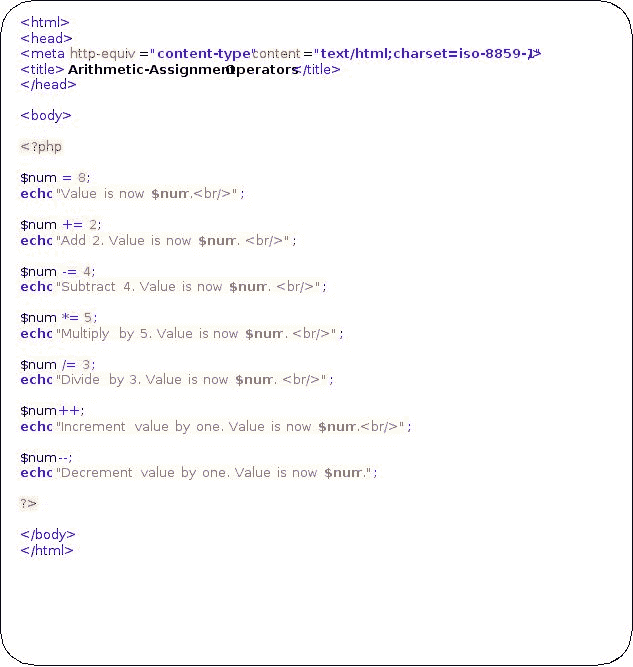 <html>
<head>
<meta http-equiv="content-type" content="text/html;charset=iso-8859-1">
<title>Arithmetic-Assignment Operators</title>
</head>
<body>
<?php
$num = 8;
echo "Value is now $num.<br/>";
$num += 2;
echo "Add 2. Value is now $num. <br/>";
$num -= 4;
echo "Subtract 4. Value is now $num. <br/>";
$num *= 5;
echo "Multiply by 5. Value is now $num. <br/>";
$num /= 3;
echo "Divide by 3. Value is now $num. <br/>";
$num++;
echo "Increment value by one. Value is now $num.<br/>";
$num--;
echo "Decrement value by one. Value is now $num.";
?>
</body>
</html>